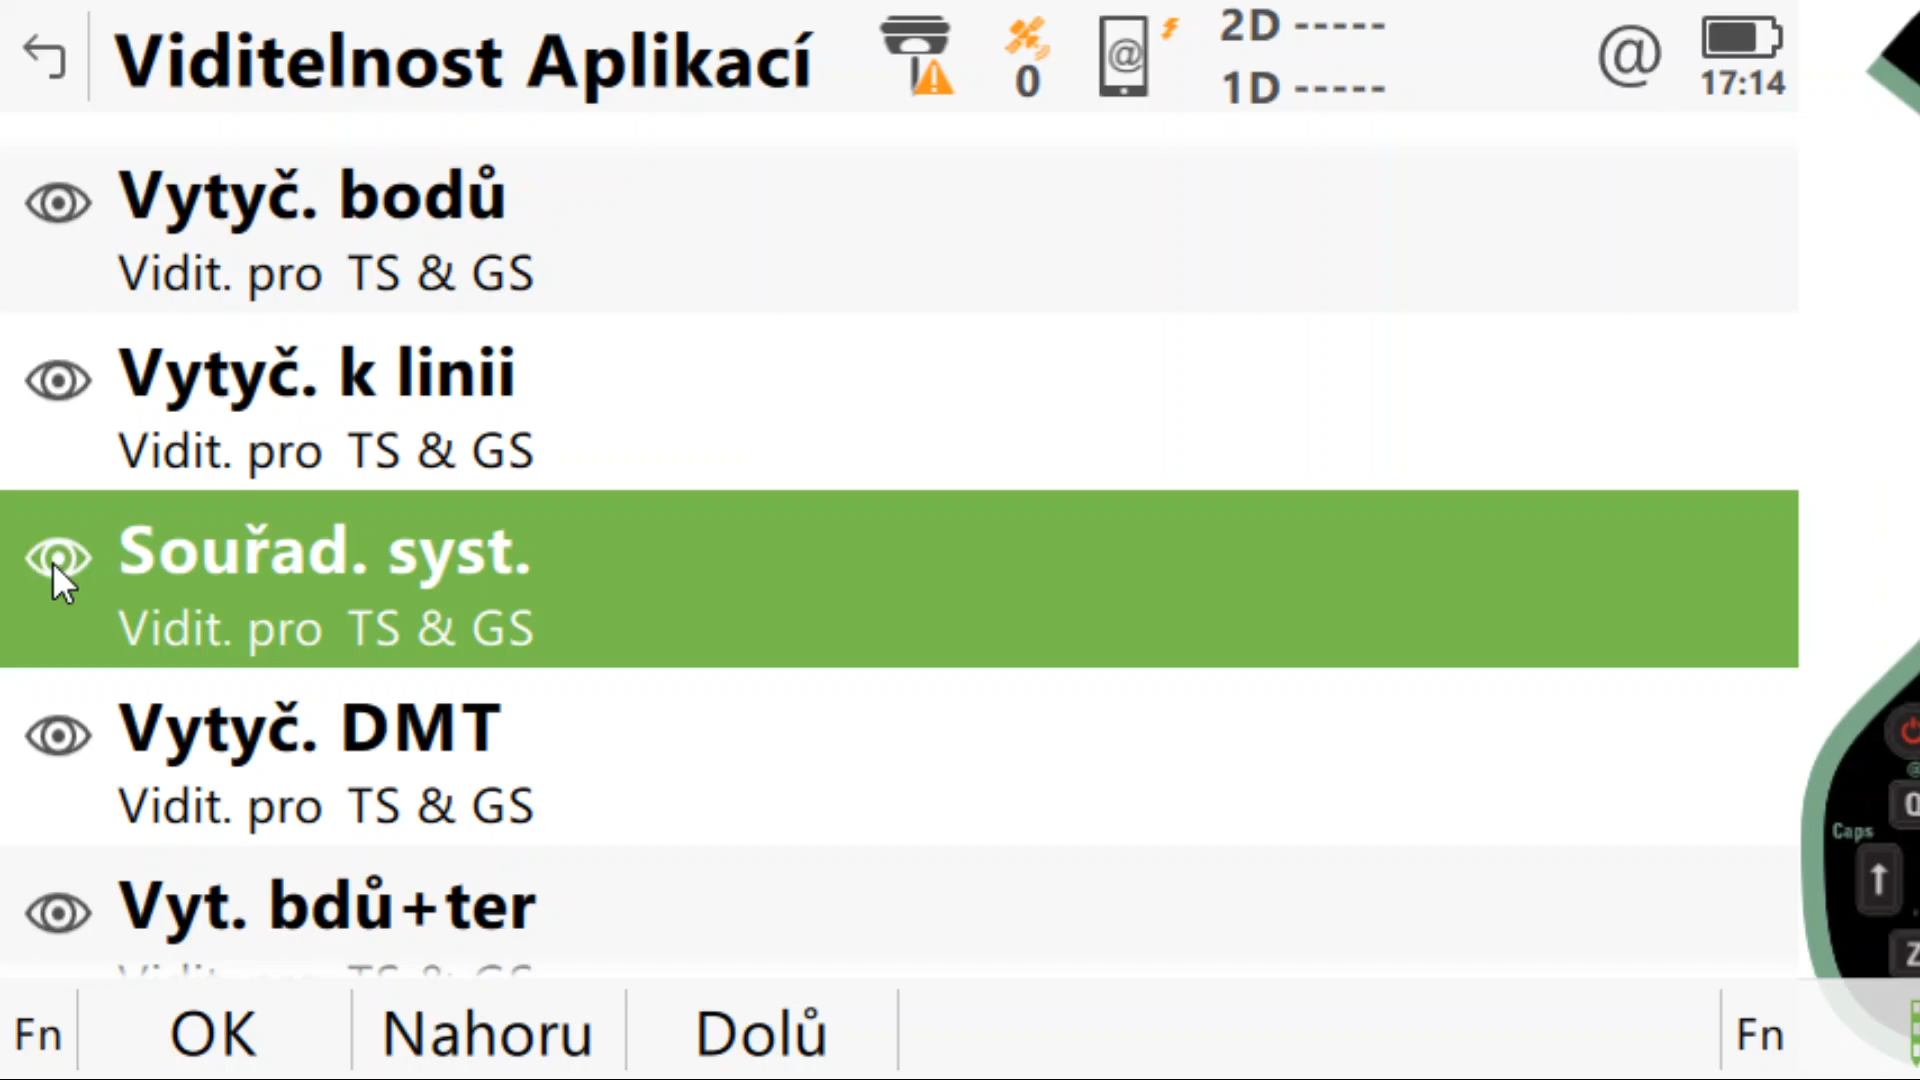 Viditelnost Aplikací
0
@
2D -----
1D -----
@
17:14
Vytyč. bodů
Vidit. pro TS & GS
Vytyč. k linii
Vidit. pro TS & GS
Souřad. syst.
Vidit. pro TS & GS
Vytyč. DMT
Vidit. pro TS & GS
Vyt. bdů+ter
Caps
Fn
OK
Nahoru
Dolů
Fn